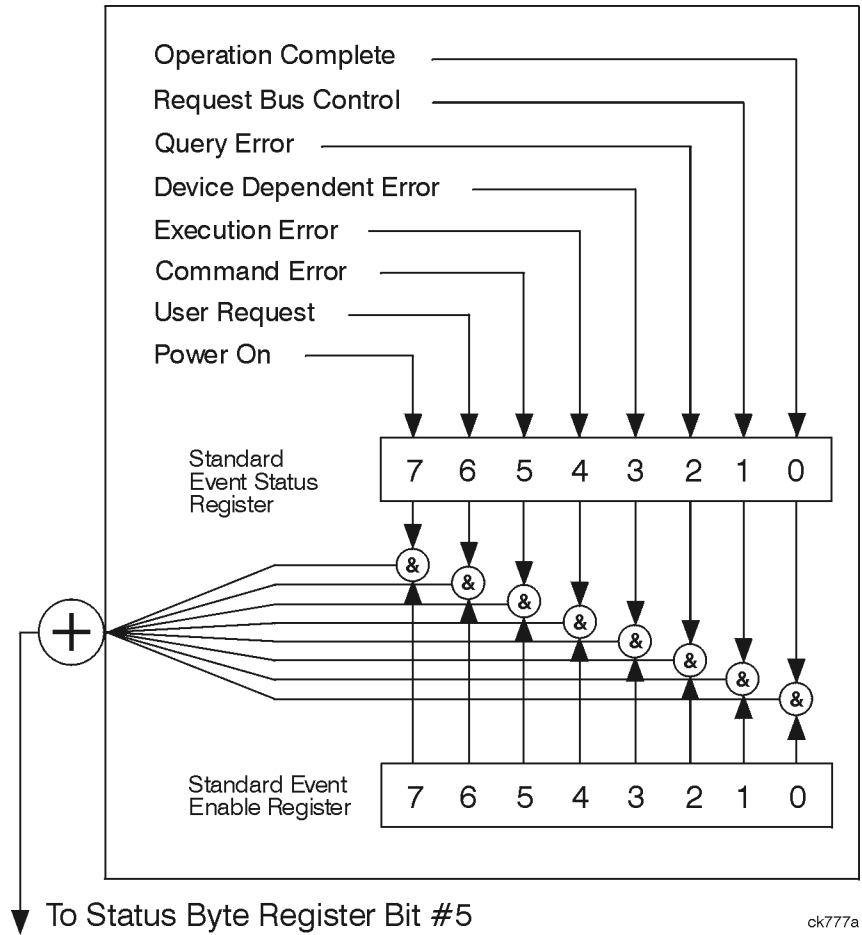 Operation Complete
Request Bus Control
Query Error
Device Dependent Error
Execution Error
Command Error
User Request
Power On
Standard
Event Status
Register
7 6 5 4 3 2 1 0
&
&
&
&
&
&
&
&
+
Standard Event
Enable Register
7 6 5 4 3 2 1 0
To Status Byte Register Bit #5
ck777a